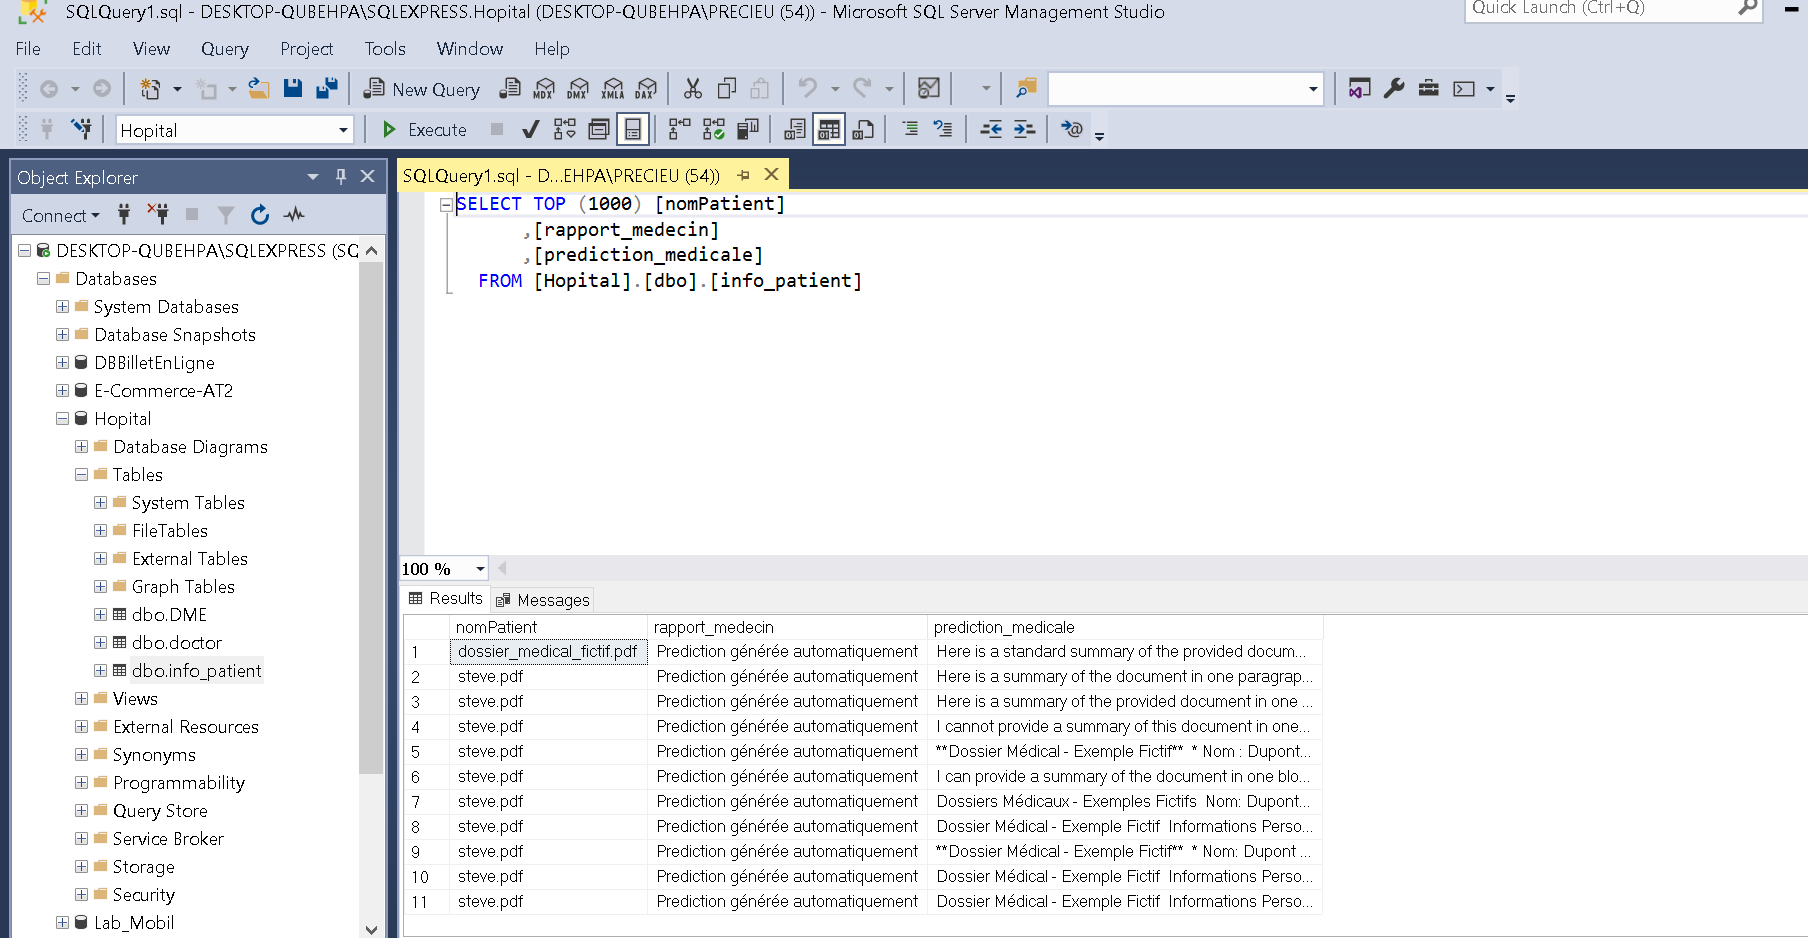 SQLQuery1.sql - DESKTOP-QUBEHPA\SQLEXPRESS.Hopital (DESKTOP-QUBEHPA\PRECIEU (54)) - Microsoft SQL Server Management Studio
Quick Launch (Ctrl+Q)
File Edit View Query Project Tools Window Help
New Query MDX DMX XMLA DAX
Hopital Execute
Object Explorer
Connect
DESKTOP-QUBEHPA\SQLEXPRESS (SQ
Databases
System Databases
Database Snapshots
DBBilletEnLigne
E-Commerce-AT2
Hopital
Database Diagrams
Tables
System Tables
FileTables
External Tables
Graph Tables
dbo.DME
dbo.doctor
dbo.info_patient
Views
External Resources
Synonyms
Programmability
Query Store
Service Broker
Storage
Security
Lab_Mobil
SQLQuery1.sql - D...EHPA\PRECIEU (54))
SELECT TOP (1000) [nomPatient]
,[rapport_medecin]
,[prediction_medicale]
FROM [Hopital].[dbo].[info_patient]
100 %
Results Messages
nomPatient rapport_medecin prediction_medicale
1 dossier_medical_fictif.pdf Prediction générée automatiquement Here is a standard summary of the provided docum...
2 steve.pdf Prediction générée automatiquement Here is a summary of the document in one paragrap...
3 steve.pdf Prediction générée automatiquement Here is a summary of the provided document in one ...
4 steve.pdf Prediction générée automatiquement I cannot provide a summary of this document in one...
5 steve.pdf Prediction générée automatiquement **Dossier Médical - Exemple Fictif** * Nom : Dupont...
6 steve.pdf Prediction générée automatiquement I can provide a summary of the document in one blo...
7 steve.pdf Prediction générée automatiquement Dossiers Médicaux - Exemples Fictifs Nom: Dupont...
8 steve.pdf Prediction générée automatiquement Dossier Médical - Exemple Fictif Informations Perso...
9 steve.pdf Prediction générée automatiquement **Dossier Médical - Exemple Fictif** * Nom: Dupont ...
10 steve.pdf Prediction générée automatiquement Dossier Médical - Exemple Fictif Informations Perso...
11 steve.pdf Prediction générée automatiquement Dossier Médical - Exemple Fictif Informations Perso...